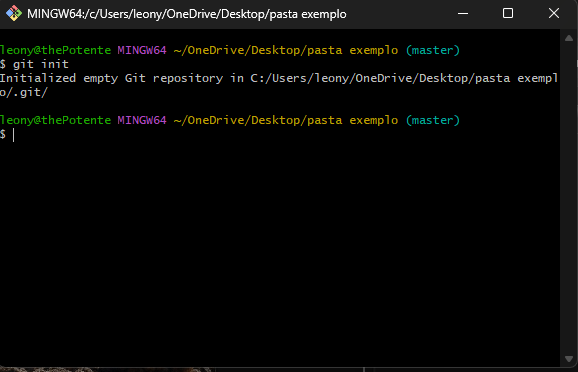 MINGW64:/c/Users/leony/OneDrive/Desktop/pasta exemplo
leony@thePotente MINGW64 ~/OneDrive/Desktop/pasta exemplo (master)
$ git init
Initialized empty Git repository in C:/Users/leony/OneDrive/Desktop/pasta exempl
o/.git/
leony@thePotente MINGW64 ~/OneDrive/Desktop/pasta exemplo (master)
$